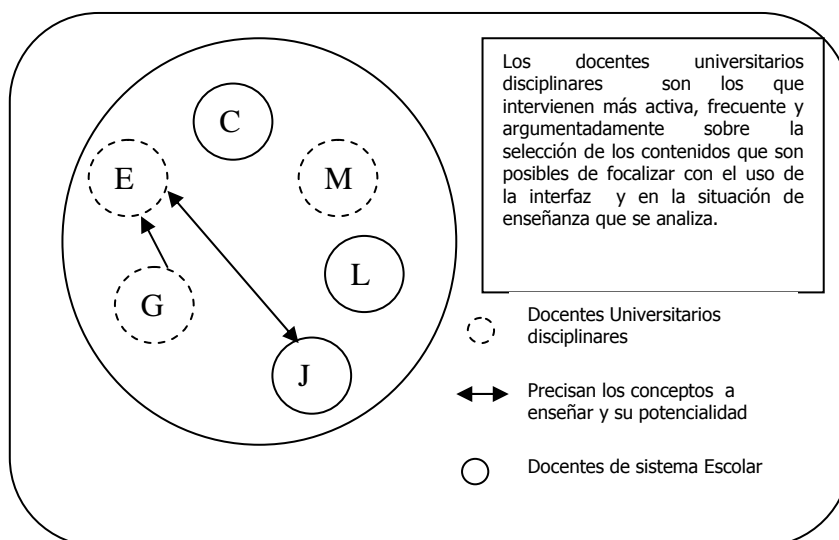 C
E
M
L
G
J
Los docentes universitarios
disciplinares son los que
intervienen más activa, frecuente y
argumentadamente sobre la
selección de los contenidos que son
posibles de focalizar con el uso de
la interfaz y en la situación de
enseñanza que se analiza.
Docentes Universitarios
disciplinares
Precisan los conceptos a
enseñar y su potencialidad
Docentes de sistema Escolar